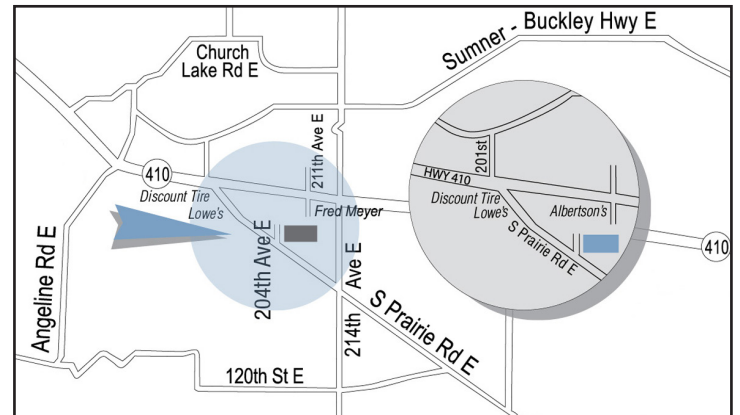 Sumner - Buckley Hwy E
Church
Lake Rd E
211th Ave E
201st
410
HWY 410
Discount Tire
Lowe's
Discount Tire
Lowe's
Albertson's
Fred Meyer
204th Ave E
S Prairie Rd E
410
Angeline Rd E
214th Ave E
S Prairie Rd E
120th St E